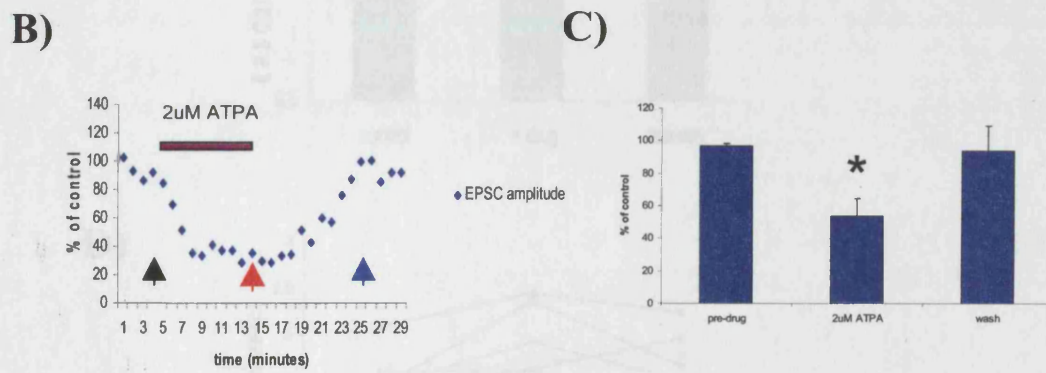 B)
2uM ATPA
140
120
100
80
60
40
20
0
% of control
1 3 5 7 9 11 13 15 17 19 21 23 25 27 29
time (minutes)
EPSC amplitude
C)
120
100
80
60
40
20
0
% of control
*
pre-drug 2uM ATPA wash